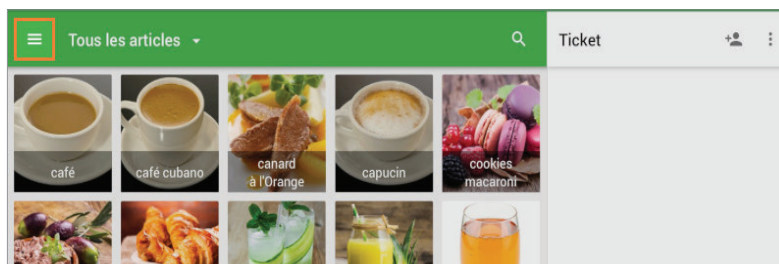 Tous les articles
Ticket
café
café cubano
canard
à l'Orange
capucin
cookies
macaroni